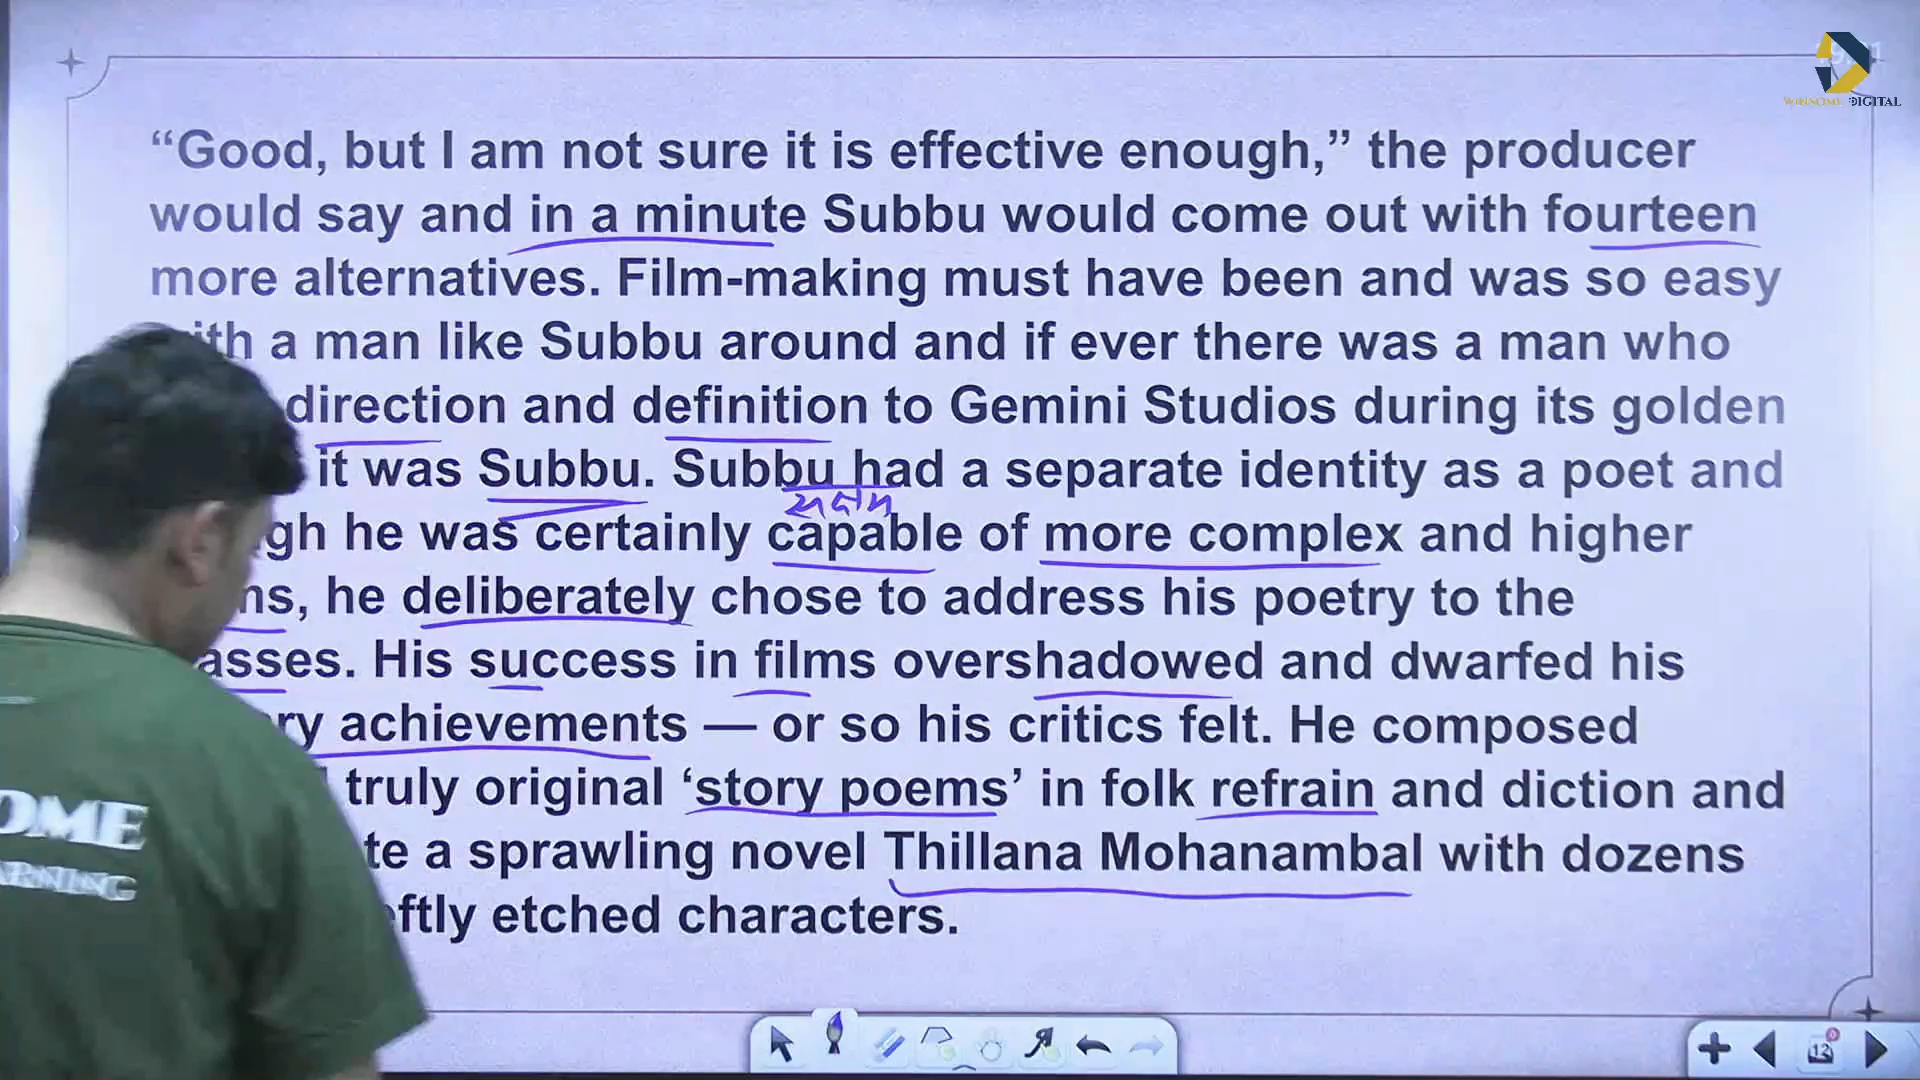 “Good, but I am not sure it is effective enough,” the producer
would say and in a minute Subbu would come out with fourteen
more alternatives. Film-making must have been and was so easy
a man like Subbu around and if ever there was a man who
direction and definition to Gemini Studios during its golden
it was Subbu. Subbu had a separate identity as a poet and
सक्षम
he was certainly capable of more complex and higher
he deliberately chose to address his poetry to the
His success in films overshadowed and dwarfed his
achievements — or so his critics felt. He composed
truly original ‘story poems’ in folk refrain and diction and
a sprawling novel Thillana Mohanambal with dozens
etched characters.
WINSOME DIGITAL
12